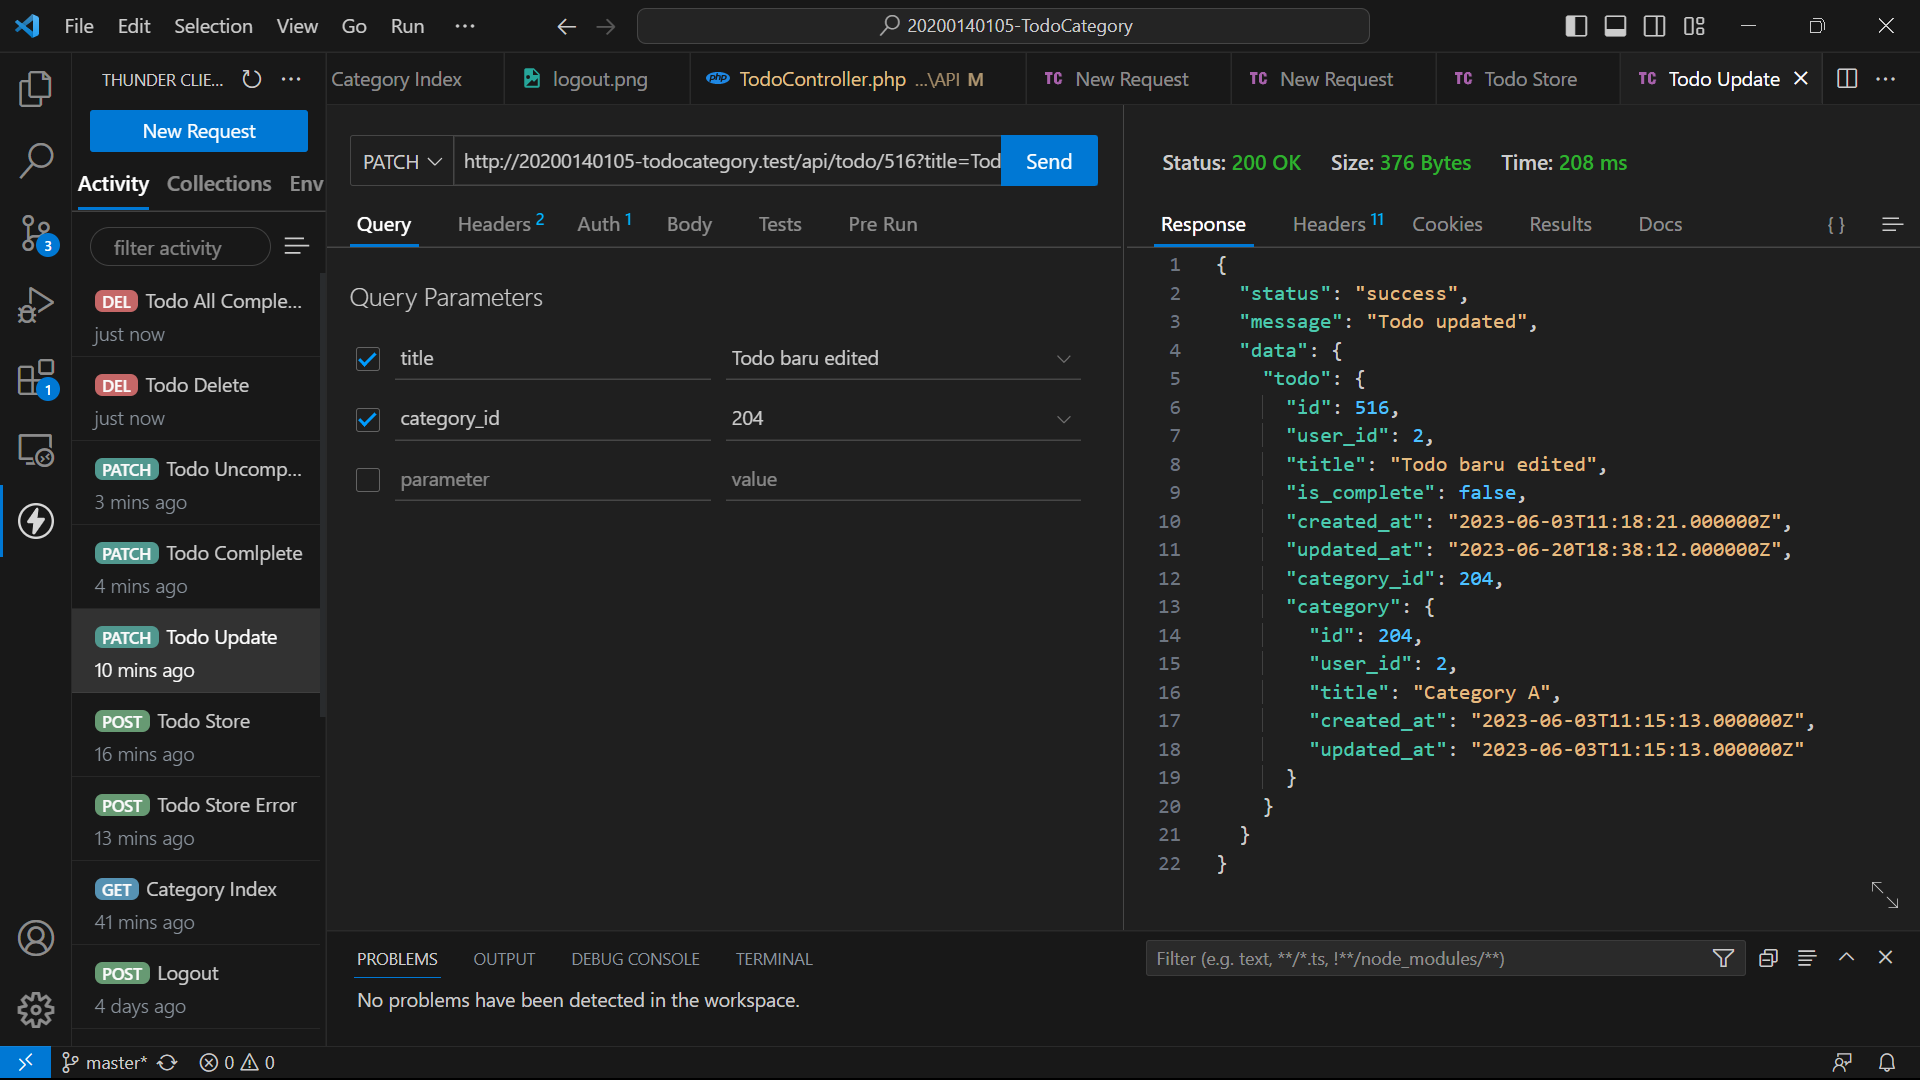 File Edit Selection View Go Run ···
20200140105-TodoCategory
THUNDER CLIE...
Category Index
logout.png
TodoController.php ...\API M
TC New Request
TC New Request
TC Todo Store
TC Todo Update
New Request
Activity Collections Env
filter activity
DEL Todo All Comple...
just now
DEL Todo Delete
just now
PATCH Todo Uncomp...
3 mins ago
PATCH Todo Comlplete
4 mins ago
PATCH Todo Update
10 mins ago
POST Todo Store
16 mins ago
POST Todo Store Error
13 mins ago
GET Category Index
41 mins ago
POST Logout
4 days ago
3
1
PATCH http://20200140105-todocategory.test/api/todo/516?title=Tod Send
Query Headers 2 Auth 1 Body Tests Pre Run
Query Parameters
title Todo baru edited
category_id 204
parameter value
Status: 200 OK Size: 376 Bytes Time: 208 ms
Response Headers 11 Cookies Results Docs { }
1 {
2 "status": "success",
3 "message": "Todo updated",
4 "data": {
5 "todo": {
6 "id": 516,
7 "user_id": 2,
8 "title": "Todo baru edited",
9 "is_complete": false,
10 "created_at": "2023-06-03T11:18:21.000000Z",
11 "updated_at": "2023-06-20T18:38:12.000000Z",
12 "category_id": 204,
13 "category": {
14 "id": 204,
15 "user_id": 2,
16 "title": "Category A",
17 "created_at": "2023-06-03T11:15:13.000000Z",
18 "updated_at": "2023-06-03T11:15:13.000000Z"
19 }
20 }
21 }
22 }
PROBLEMS OUTPUT DEBUG CONSOLE TERMINAL
Filter (e.g. text, **/*.ts, !**/node_modules/**)
No problems have been detected in the workspace.
master* 0 0